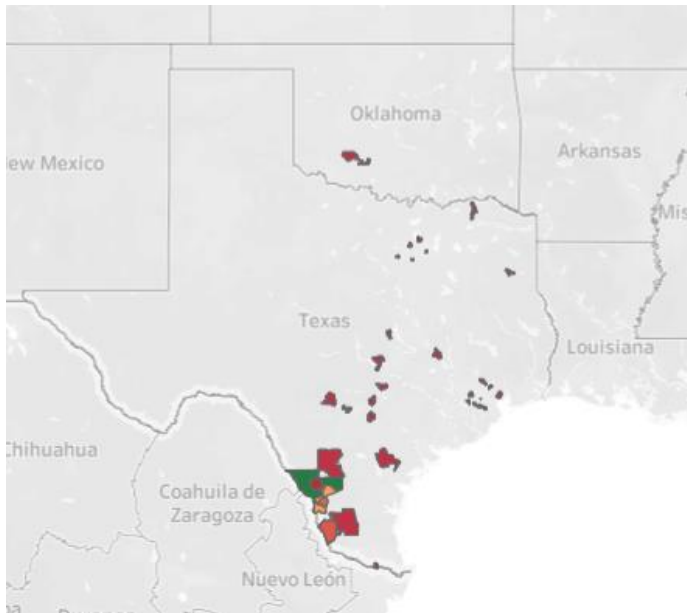 Oklahoma
Arkansas
ew Mexico
Mis
Texas
Louisiana
Chihuahua
Coahuila de
Zaragoza
Nuevo León